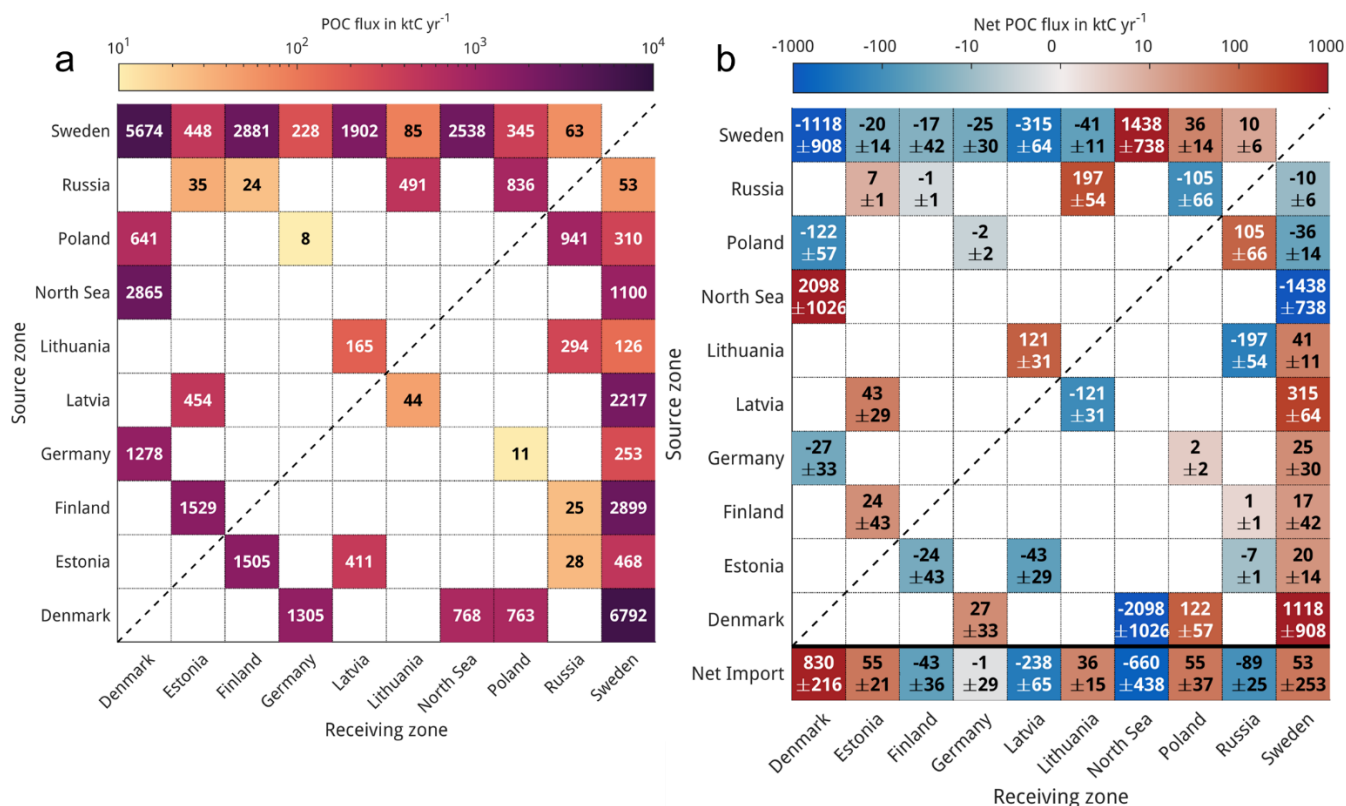 a
POC flux in ktC yr-1
10^1 10^2 10^3 10^4
Source zone
Sweden 5674 448 2881 228 1902 85 2538 345 63
Russia 35 24 491 836 53
Poland 641 8 941 310
North Sea 2865 1100
Lithuania 165 294 126
Latvia 454 44 2217
Germany 1278 11 253
Finland 1529 25 2899
Estonia 1505 411 28 468
Denmark 1305 768 763 6792
Denmark Estonia Finland Germany Latvia Lithuania North Sea Poland Russia Sweden
Receiving zone
b
Net POC flux in ktC yr-1
-1000 -100 -10 0 10 100 1000
Source zone
Sweden -1118 -20 -17 -25 -315 -41 1438 36 10
±908 ±14 ±42 ±30 ±64 ±11 ±738 ±14 ±6
Russia 7 -1 197 -105 -10
±1 ±1 ±54 ±66 ±6
Poland -122 -2 105 -36
±57 ±2 ±66 ±14
North Sea 2098 -1438
±1026 ±738
Lithuania 121 -197 41
±31 ±54 ±11
Latvia 43 -121 315
±29 ±31 ±64
Germany -27 2 25
±33 ±2 ±30
Finland 24 1 17
±43 ±1 ±42
Estonia -24 -43 -7 20
±43 ±29 ±1 ±14
Denmark 27 -2098 122 1118
±33 ±1026 ±57 ±908
Net Import 830 55 -43 -1 -238 36 -660 55 -89 53
±216 ±21 ±36 ±29 ±65 ±15 ±438 ±37 ±25 ±253
Denmark Estonia Finland Germany Latvia Lithuania North Sea Poland Russia Sweden
Receiving zone